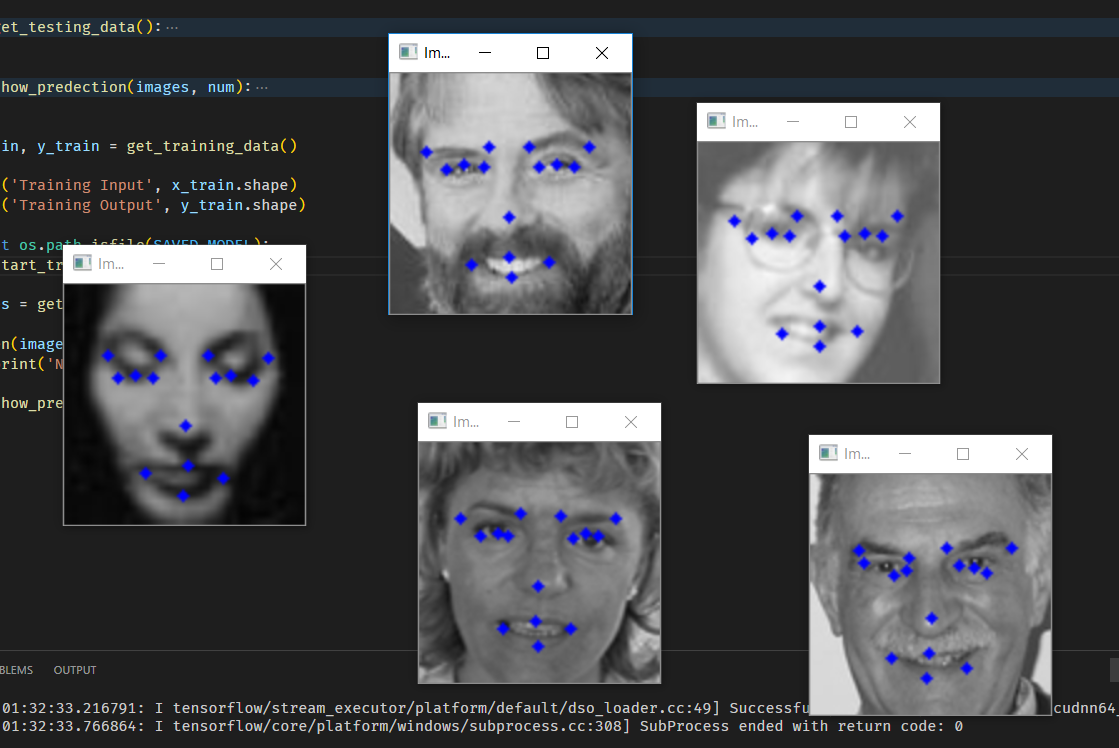 et_testing_data():···
how_predection(images, num):···
in, y_train = get_training_data()
('Training Input', x_train.shape)
('Training Output', y_train.shape)
os.path.isfile(SAVED_MODEL):
tart_tr
s = get
n(image
print('N
how_pre
Im...
Im...
Im...
Im...
Im...
BLEMS OUTPUT
01:32:33.216791: I tensorflow/stream_executor/platform/default/dso_loader.cc:49] Successfu cudnn64_
01:32:33.766864: I tensorflow/core/platform/windows/subprocess.cc:308] SubProcess ended with return code: 0